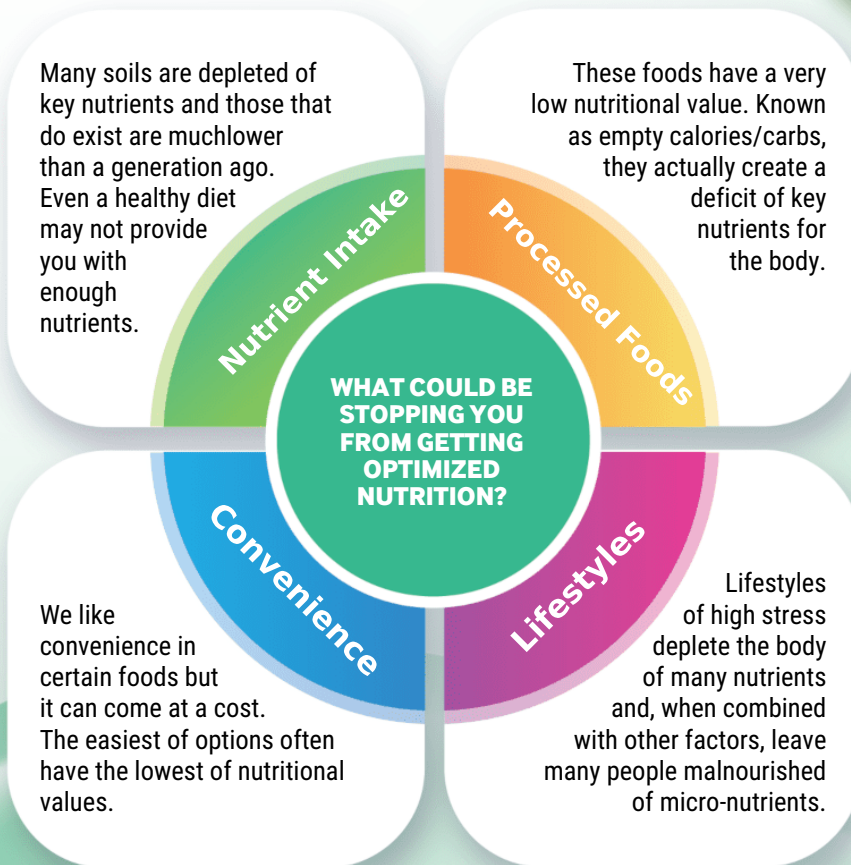 Many soils are depleted of
key nutrients and those that
do exist are muchlower
than a generation ago.
Even a healthy diet
may not provide
you with
enough
nutrients.
Nutrient Intake
These foods have a very
low nutritional value. Known
as empty calories/carbs,
they actually create a
deficit of key
nutrients for
the body.
Processed Foods
WHAT COULD BE
STOPPING YOU
FROM GETTING
OPTIMIZED
NUTRITION?
Convenience
We like
convenience in
certain foods but
it can come at a cost.
The easiest of options often
have the lowest of nutritional
values.
Lifestyles
Lifestyles
of high stress
deplete the body
of many nutrients
and, when combined
with other factors, leave
many people malnourished
of micro-nutrients.